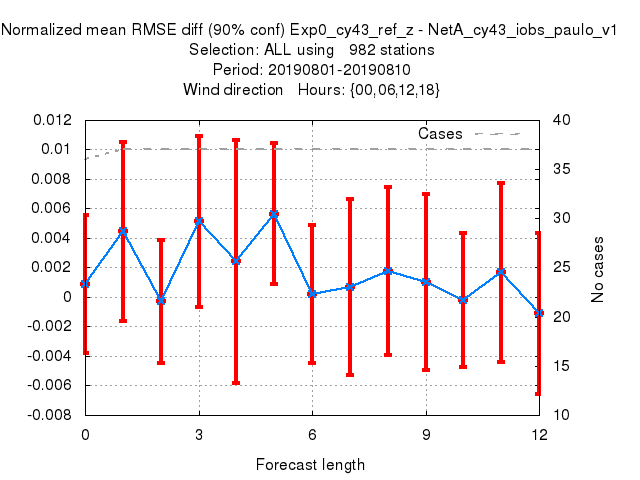 Normalized mean RMSE diff (90% conf) Exp0_cy43_ref_z - NetA_cy43_iobs_paulo_v1
Selection: ALL using 982 stations
Period: 20190801-20190810
Wind direction Hours: {00,06,12,18}
Cases
0.012
0.01
0.008
0.006
0.004
0.002
0
-0.002
-0.004
-0.006
-0.008
40
35
30
25
20
15
10
No cases
0 3 6 9 12
Forecast length